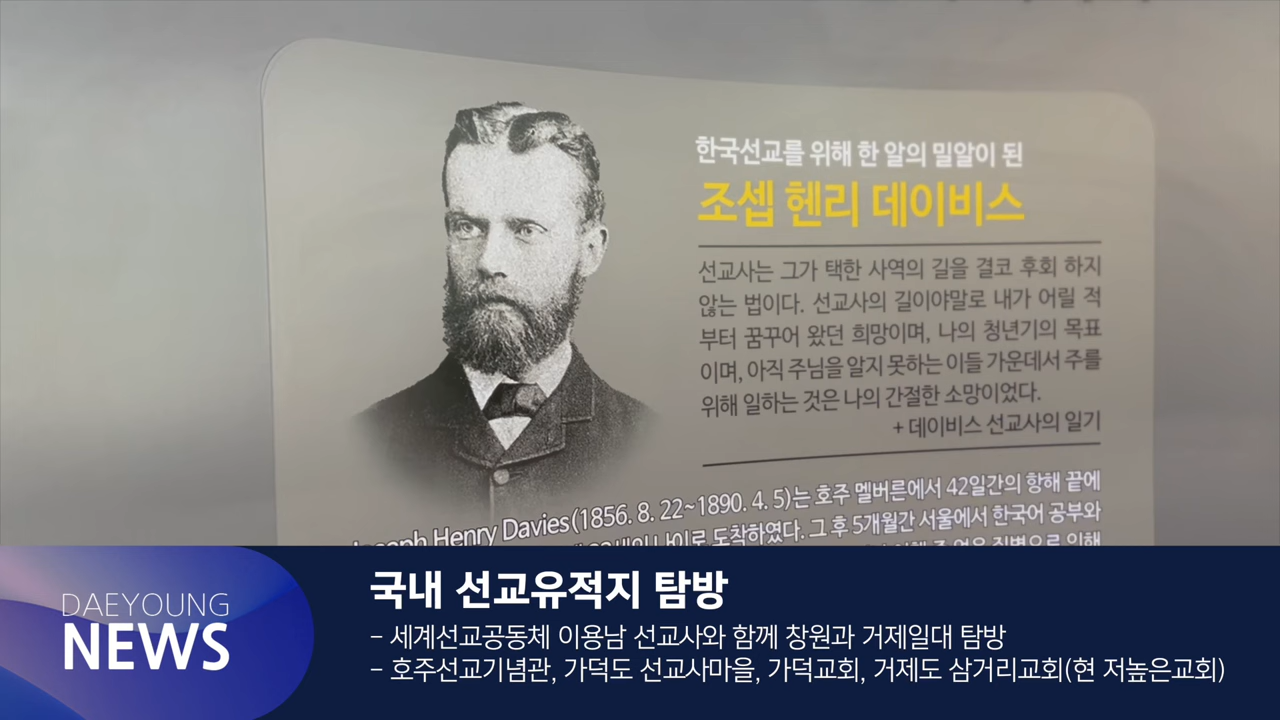 한국선교를 위해 한 알의 밀알이 된
조셉 헨리 데이비스
선교사는 그가 택한 사역의 길을 결코 후회 하지
않는 법이다. 선교사의 길이야말로 내가 어릴 적
부터 꿈꾸어 왔던 희망이며, 나의 청년기의 목표
이며, 아직 주님을 알지 못하는 이들 가운데서 주를
위해 일하는 것은 나의 간절한 소망이었다.
+ 데이비스 선교사의 일기
Joseph Henry Davies(1856. 8. 22~1890. 4. 5)는 호주 멜버른에서 42일간의 항해 끝에
나이로 도착하였다. 그 후 5개월간 서울에서 한국어 공부와
질병으로 인해
DAEYOUNG
NEWS
국내 선교유적지 탐방
- 세계선교공동체 이용남 선교사와 함께 창원과 거제일대 탐방
- 호주선교기념관, 가덕도 선교사마을, 가덕교회, 거제도 삼거리교회(현 저높은교회)